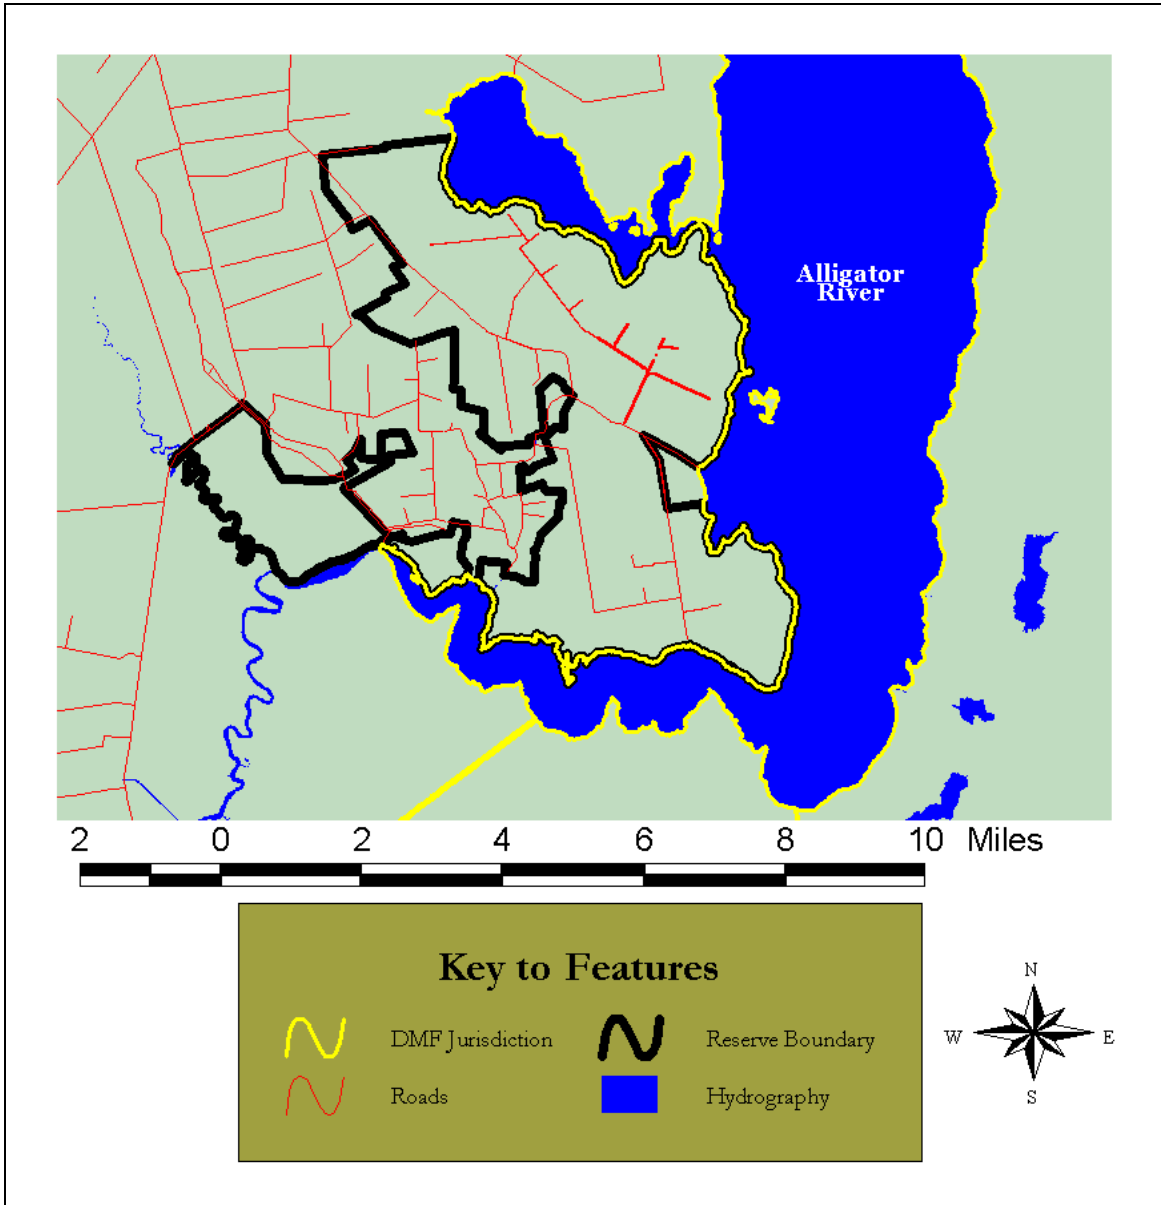 Alligator
River
2 0 2 4 6 8 10 Miles
Key to Features
DMF Jurisdiction Reserve Boundary
Roads Hydrography
N
W E
S